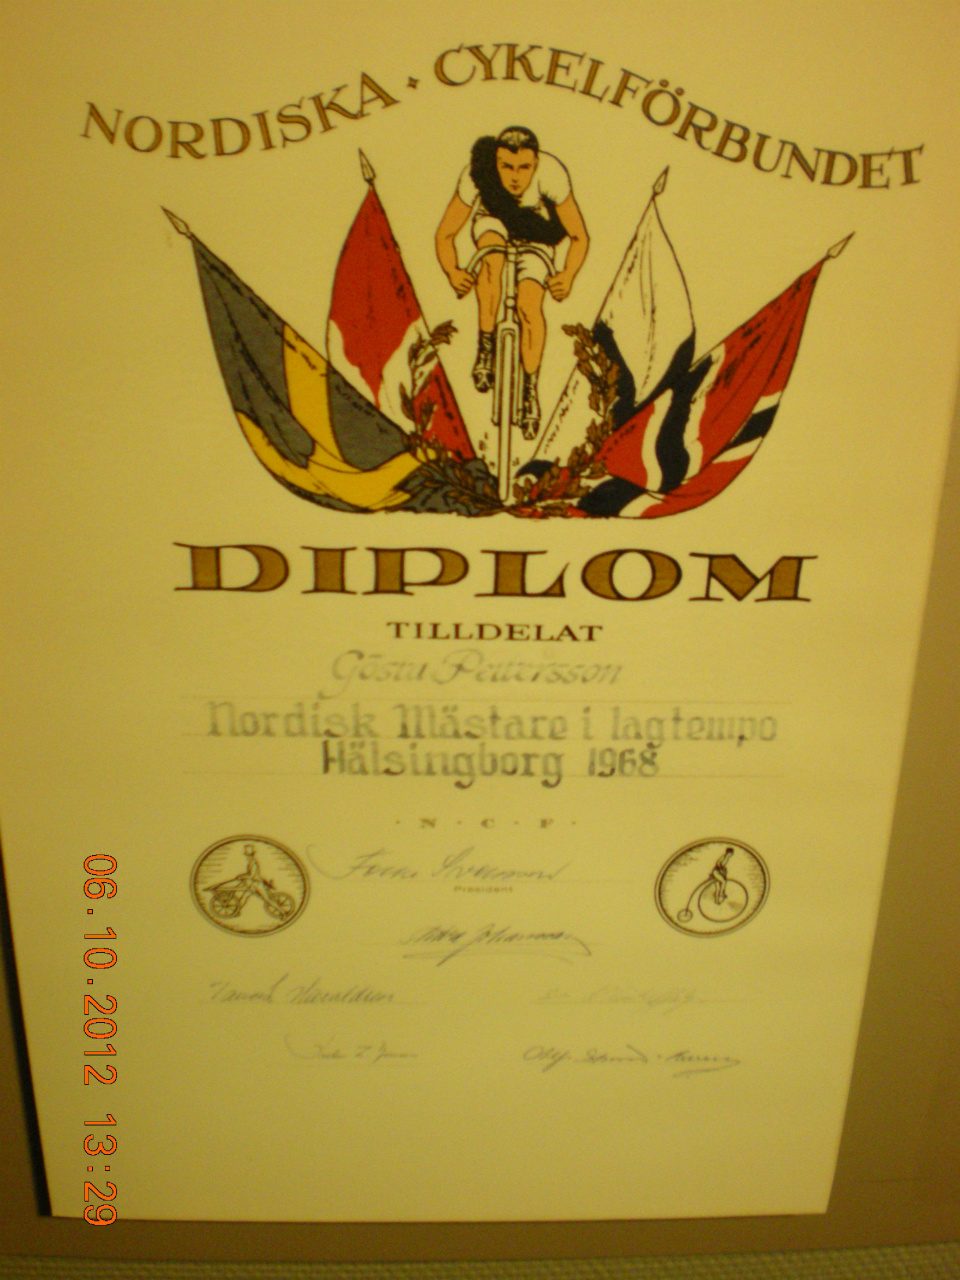 NORDISKA · CYKELFÖRBUNDET
DIPLOM
TILLDELAT
Gösta Pettersson
Nordisk Mästare i lagtempo
Hälsingborg 1968
· N · C · F ·
President
06.10.2012 13:29